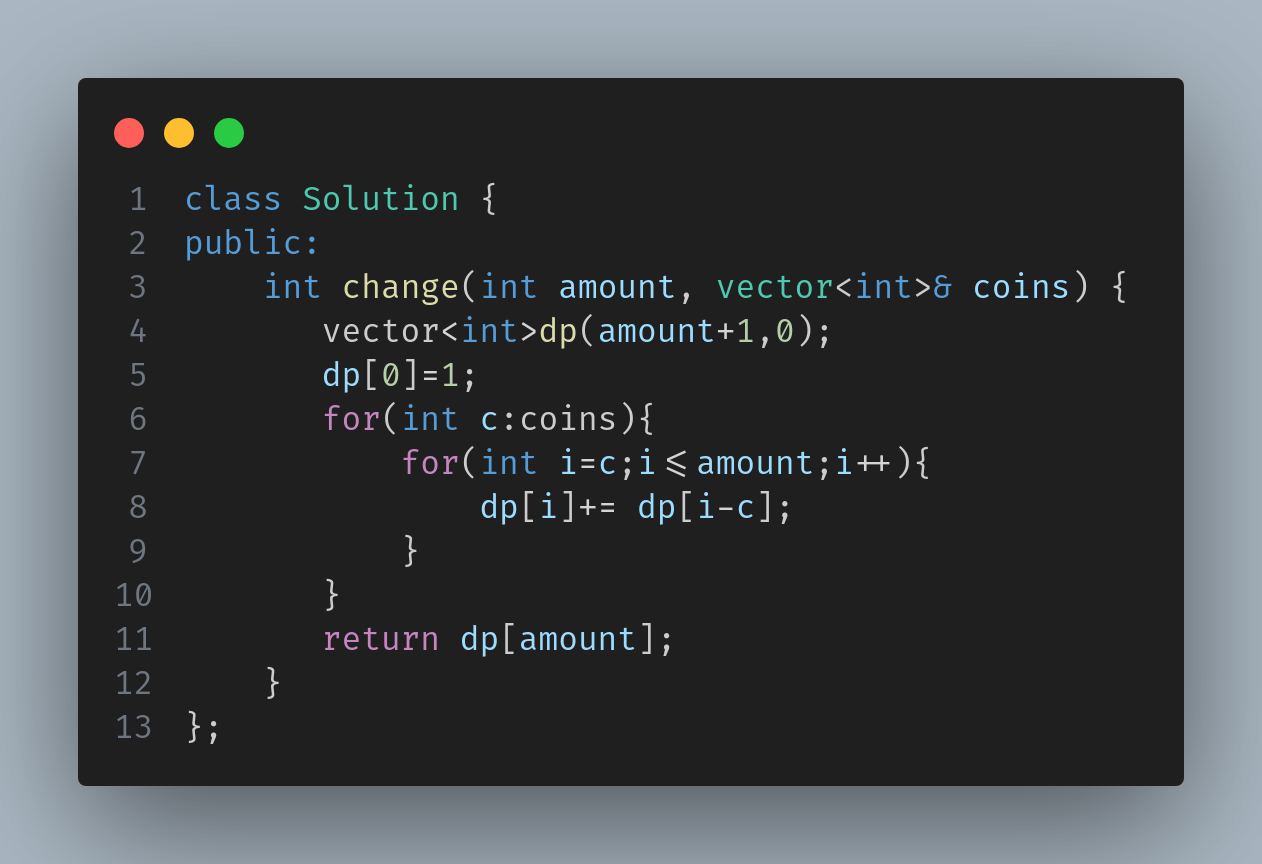 1 class Solution {
2 public:
3     int change(int amount, vector<int>& coins) {
4        vector<int>dp(amount+1,0);
5        dp[0]=1;
6        for(int c:coins){
7            for(int i=c;i<=amount;i++){
8                dp[i]+= dp[i-c];
9            }
10        }
11        return dp[amount];
12     }
13 };